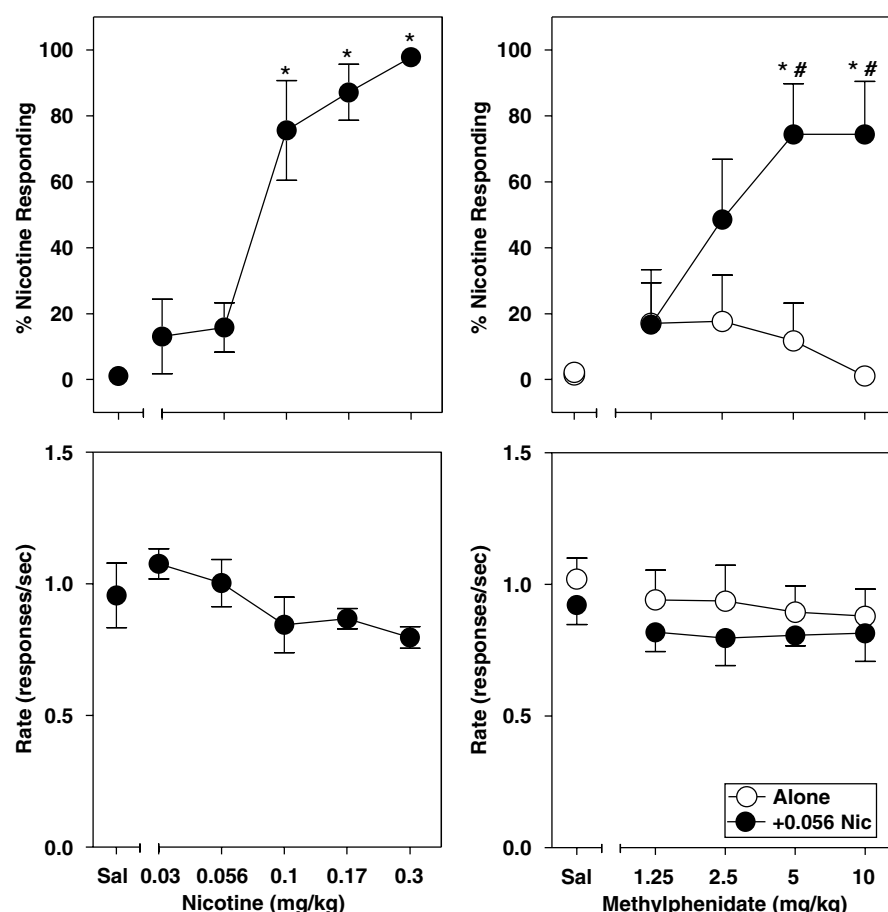 100
80
60
40
20
0
% Nicotine Responding
* * *
100
80
60
40
20
0
% Nicotine Responding
* # * #
1.5
1.0
0.5
0.0
Rate (responses/sec)
Sal 0.03 0.056 0.1 0.17 0.3
Nicotine (mg/kg)
1.5
1.0
0.5
0.0
Rate (responses/sec)
Alone
+0.056 Nic
Sal 1.25 2.5 5 10
Methylphenidate (mg/kg)